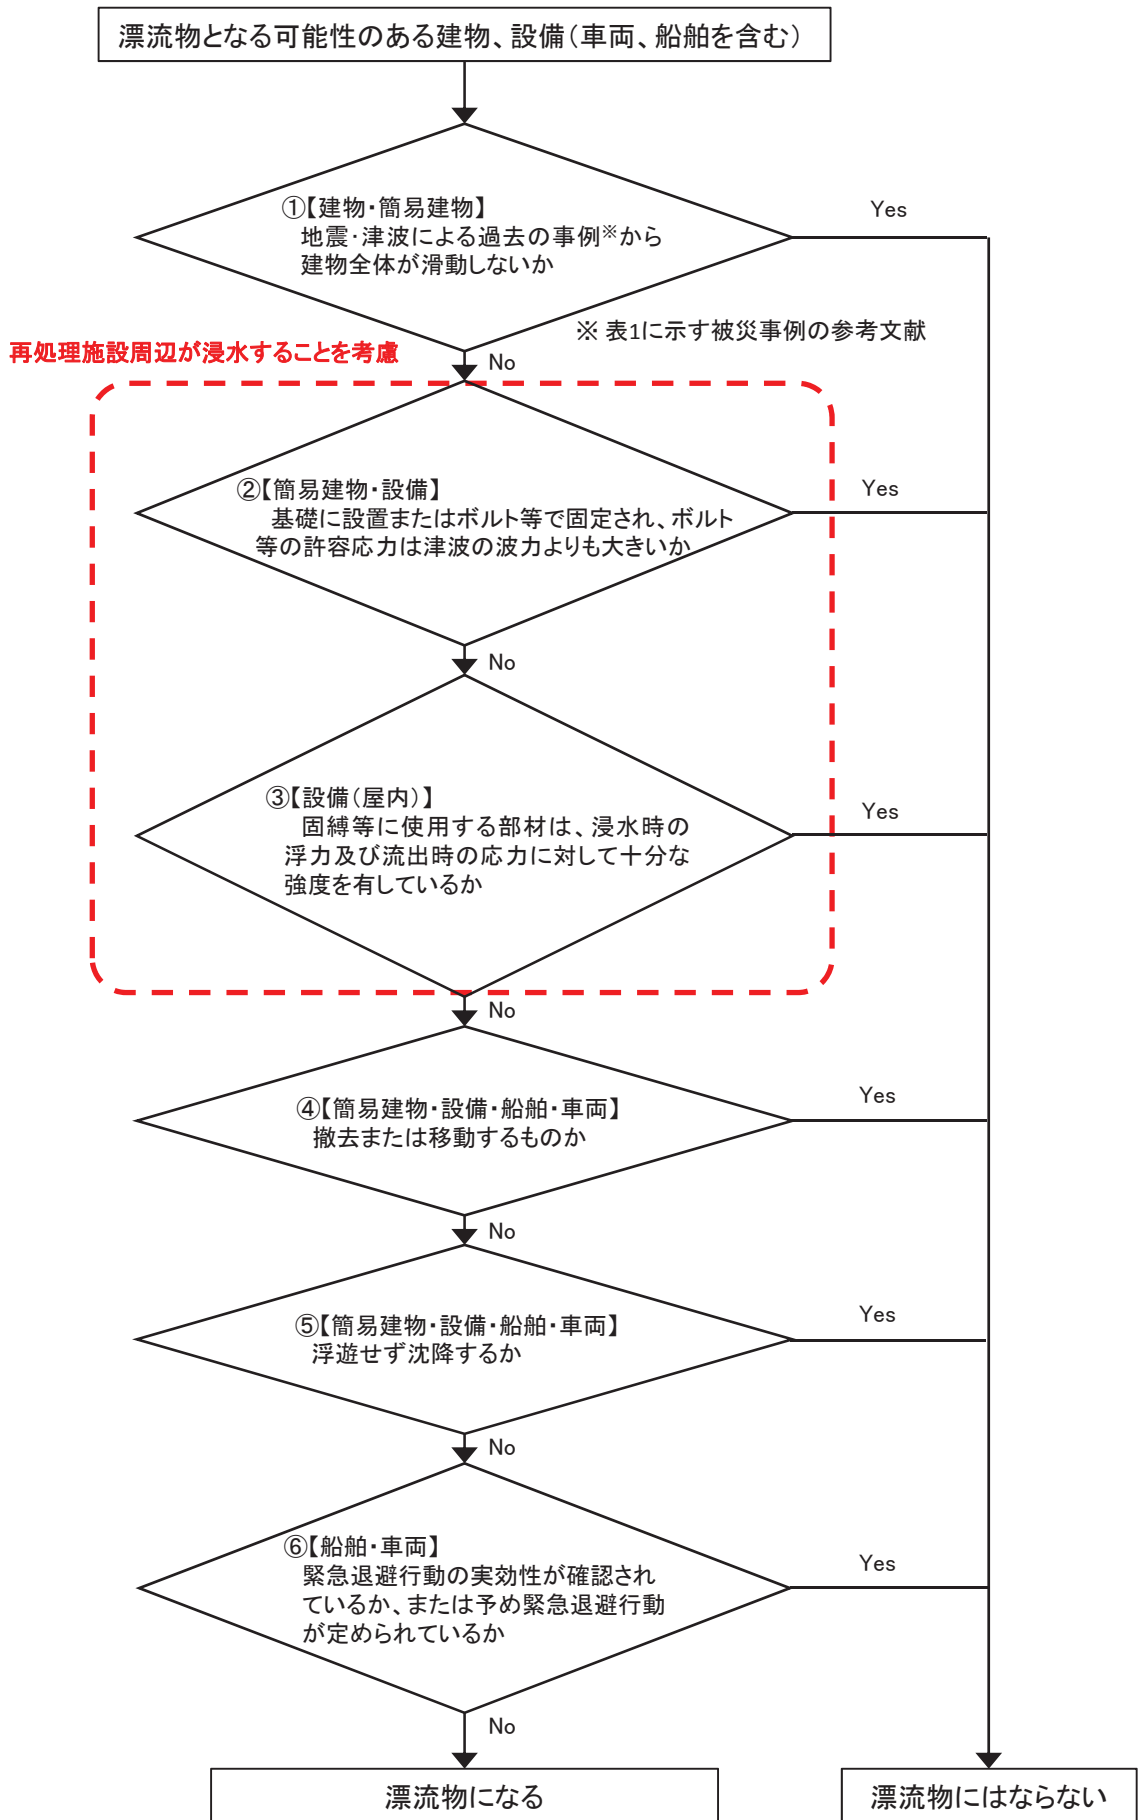 漂流物となる可能性のある建物、設備（車両、船舶を含む）
①【建物・簡易建物】
地震・津波による過去の事例※から
建物全体が滑動しないか
Yes
※ 表1に示す被災事例の参考文献
No
再処理施設周辺が浸水することを考慮
②【簡易建物・設備】
基礎に設置またはボルト等で固定され、ボルト
等の許容応力は津波の波力よりも大きいか
Yes
No
③【設備（屋内）】
固縛等に使用する部材は、浸水時の
浮力及び流出時の応力に対して十分な
強度を有しているか
Yes
No
④【簡易建物・設備・船舶・車両】
撤去または移動するものか
Yes
No
⑤【簡易建物・設備・船舶・車両】
浮遊せず沈降するか
Yes
No
⑥【船舶・車両】
緊急退避行動の実効性が確認され
ているか、または予め緊急退避行動
が定められているか
Yes
No
漂流物になる
漂流物にはならない